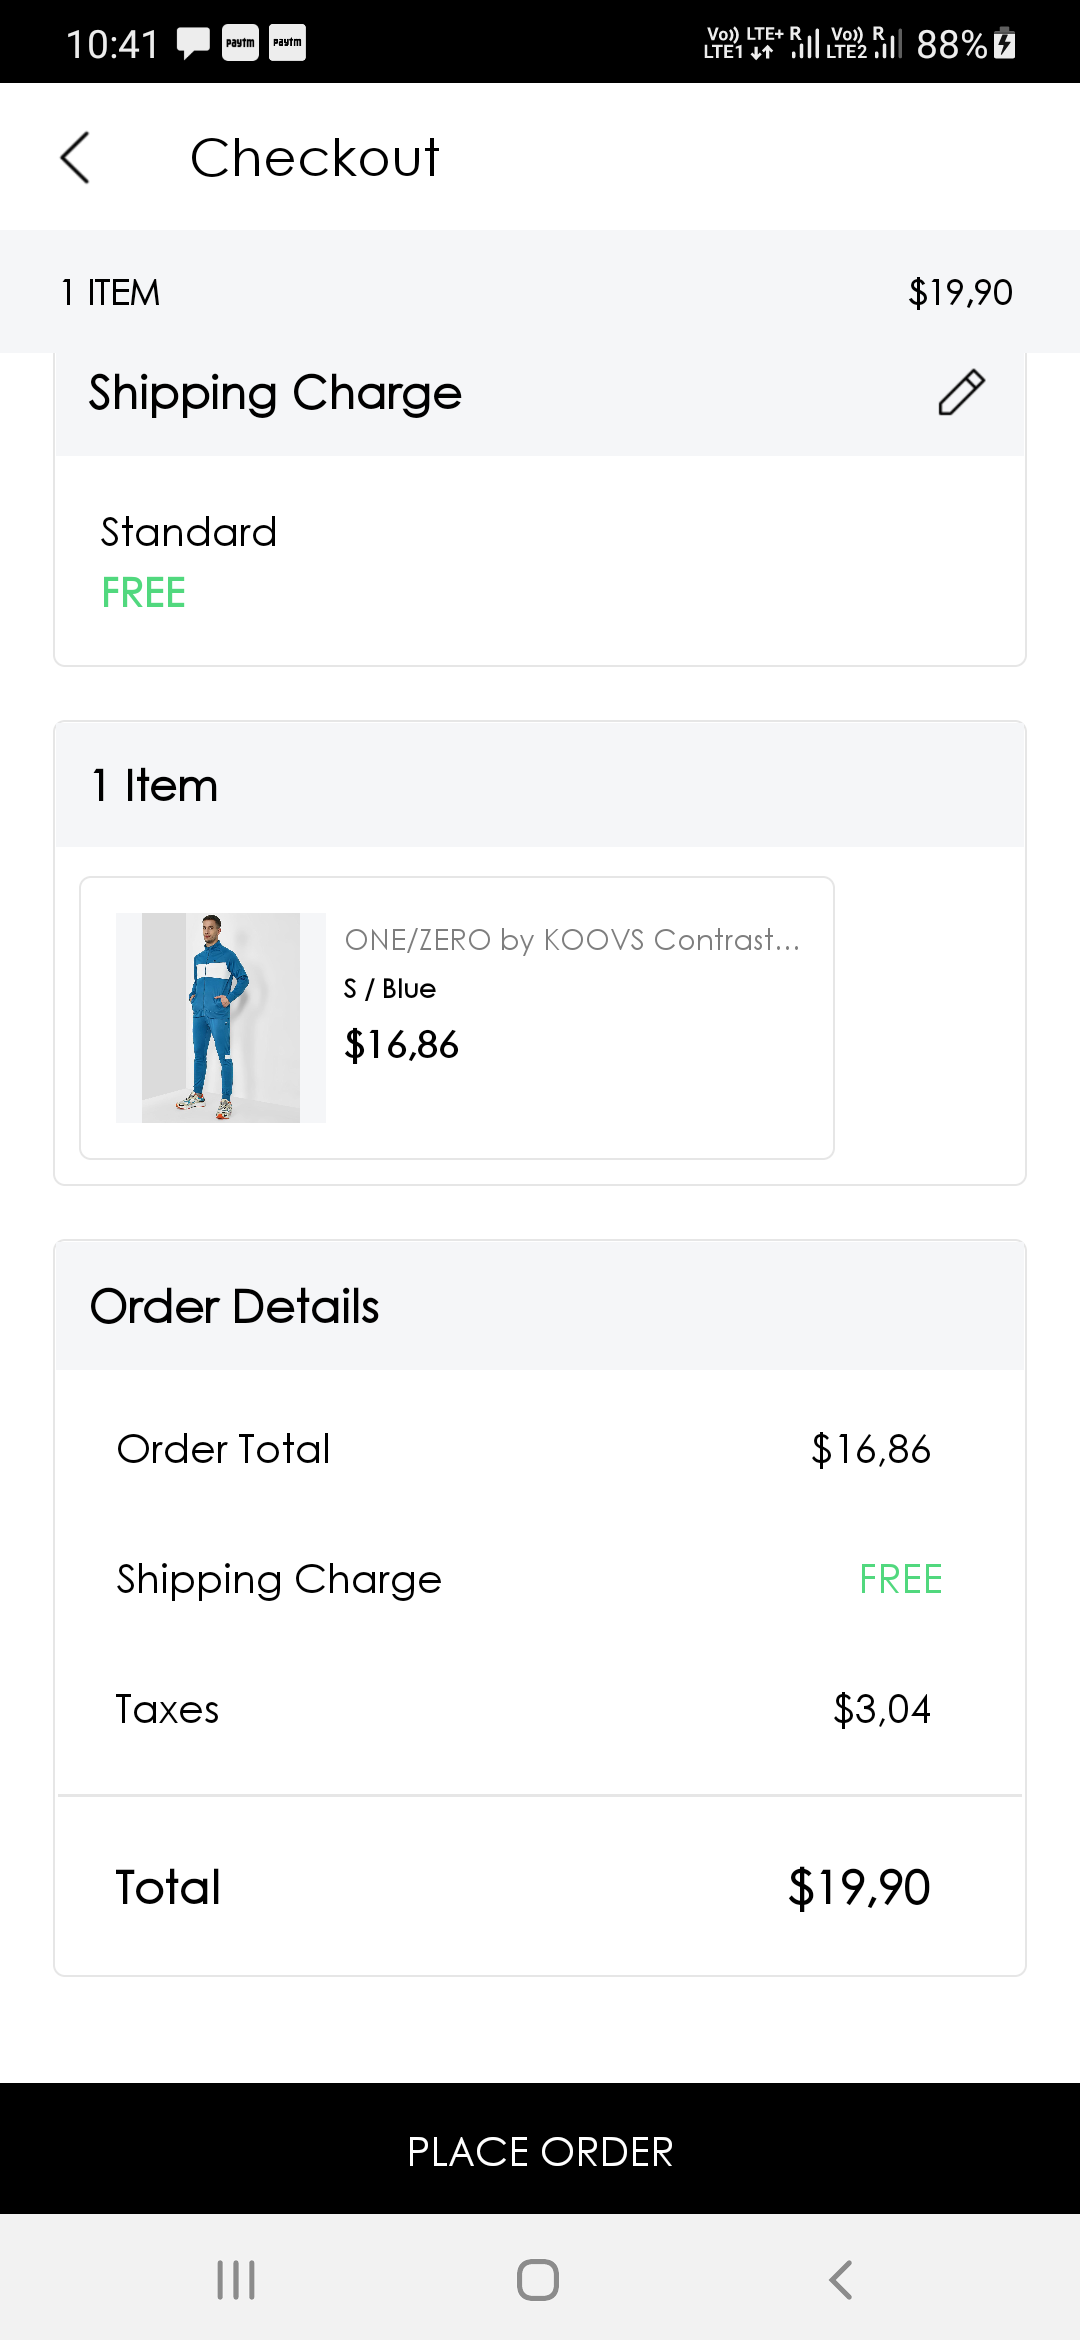 10:41 paytm paytm Vo)) LTE+ R Vo)) R 88%
LTE1 LTE2
Checkout
1 ITEM $19,90
Shipping Charge
Standard
FREE
1 Item
ONE/ZERO by KOOVS Contrast...
S / Blue
$16,86
Order Details
Order Total $16,86
Shipping Charge FREE
Taxes $3,04
Total $19,90
PLACE ORDER